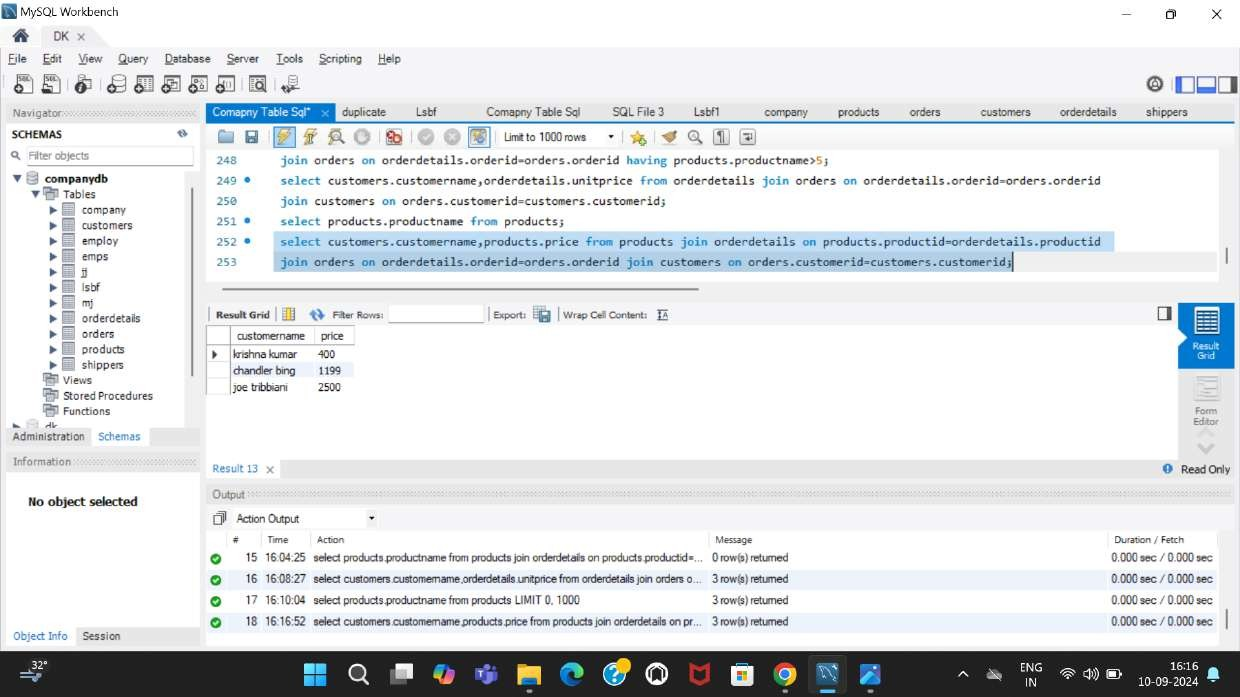 MySQL Workbench
DK
File Edit View Query Database Server Tools Scripting Help
Navigator
SCHEMAS
Filter objects
companydb
Tables
company
customers
employ
emps
jj
lsbf
mj
orderdetails
orders
products
shippers
Views
Stored Procedures
Functions
dk
Administration Schemas
Information
No object selected
Object Info Session
Comapny Table Sql* duplicate Lsbf Comapny Table Sql SQL File 3 Lsbf1 company products orders customers orderdetails shippers
Limit to 1000 rows
248 join orders on orderdetails.orderid=orders.orderid having products.productname>5;
249 select customers.customername,orderdetails.unitprice from orderdetails join orders on orderdetails.orderid=orders.orderid
250 join customers on orders.customerid=customers.customerid;
251 select products.productname from products;
252 select customers.customername,products.price from products join orderdetails on products.productid=orderdetails.productid
253 join orders on orderdetails.orderid=orders.orderid join customers on orders.customerid=customers.customerid;
Result Grid Filter Rows: Export: Wrap Cell Content:
customername price
krishna kumar 400
chandler bing 1199
joe tribbiani 2500
Result
Grid
Form
Editor
Result 13 Read Only
Output
Action Output
# Time Action Message Duration / Fetch
15 16:04:25 select products.productname from products join orderdetails on products.productid=... 0 row(s) returned 0.000 sec / 0.000 sec
16 16:08:27 select customers.customername,orderdetails.unitprice from orderdetails join orders o... 3 row(s) returned 0.000 sec / 0.000 sec
17 16:10:04 select products.productname from products LIMIT 0, 1000 3 row(s) returned 0.000 sec / 0.000 sec
18 16:16:52 select customers.customername,products.price from products join orderdetails on pr... 3 row(s) returned 0.000 sec / 0.000 sec
32°
ENG
IN
16:16
10-09-2024